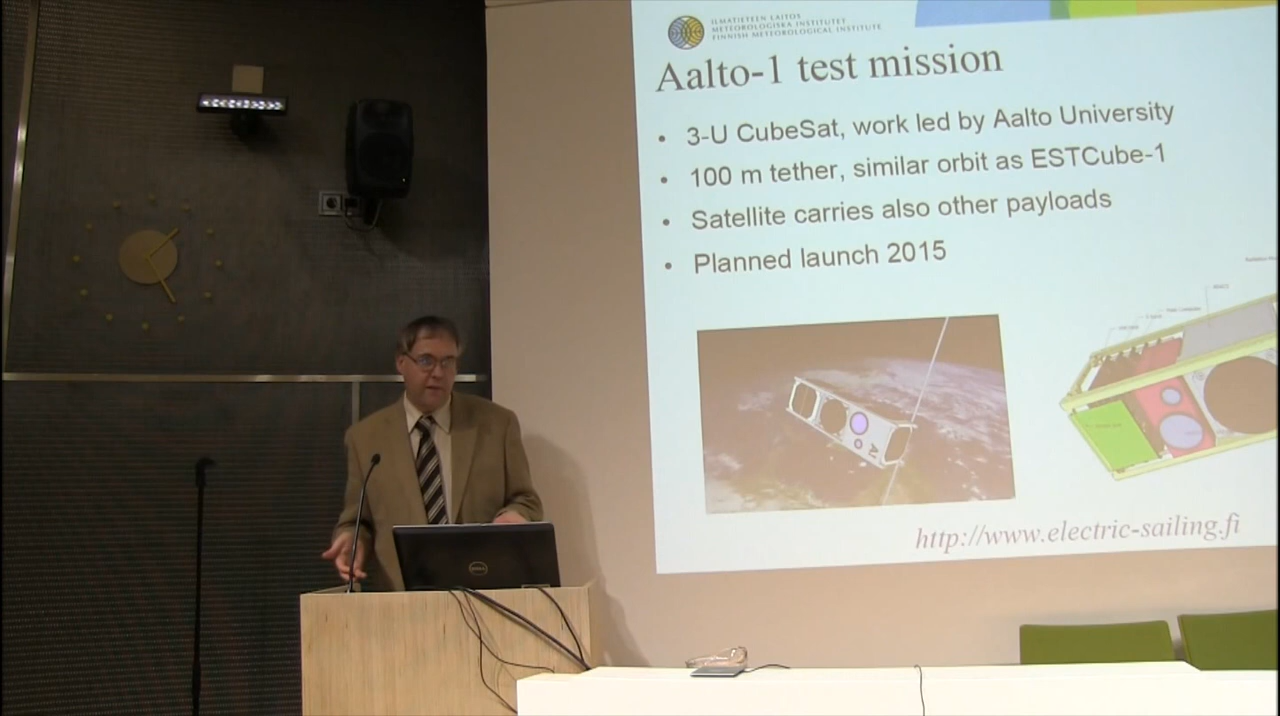 ILMATIETEEN LAITOS
METEOROLOGISKA INSTITUTET
FINNISH METEOROLOGICAL INSTITUTE
Aalto-1 test mission
• 3-U CubeSat, work led by Aalto University
• 100 m tether, similar orbit as ESTCube-1
• Satellite carries also other payloads
• Planned launch 2015
http://www.electric-sailing.fi
DELL